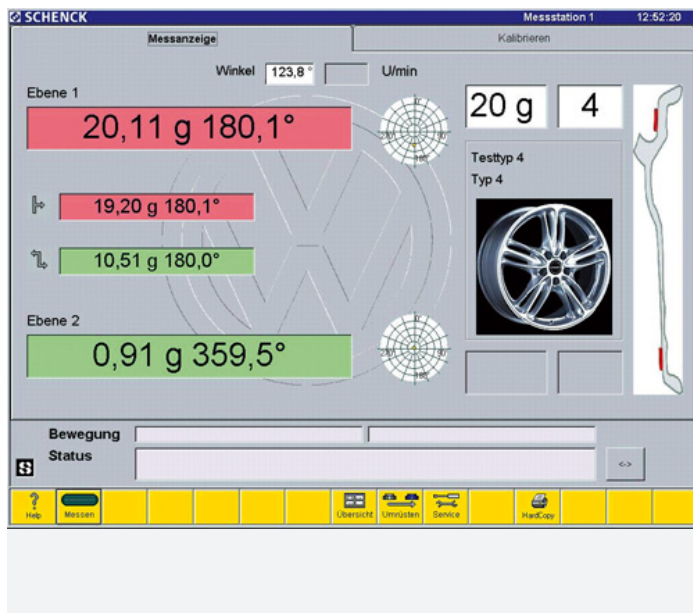 SCHENCK Messstation 1 12:52:20
Messanzeige Kalibrieren
Winkel 123,8 ° U/min
Ebene 1
20,11 g 180,1°
20 g 4
Testtyp 4
Typ 4
19,20 g 180,1°
10,51 g 180,0°
Ebene 2
0,91 g 359,5°
Bewegung
Status
<->
Help Messen Übersicht Umrüsten Service HardCopy